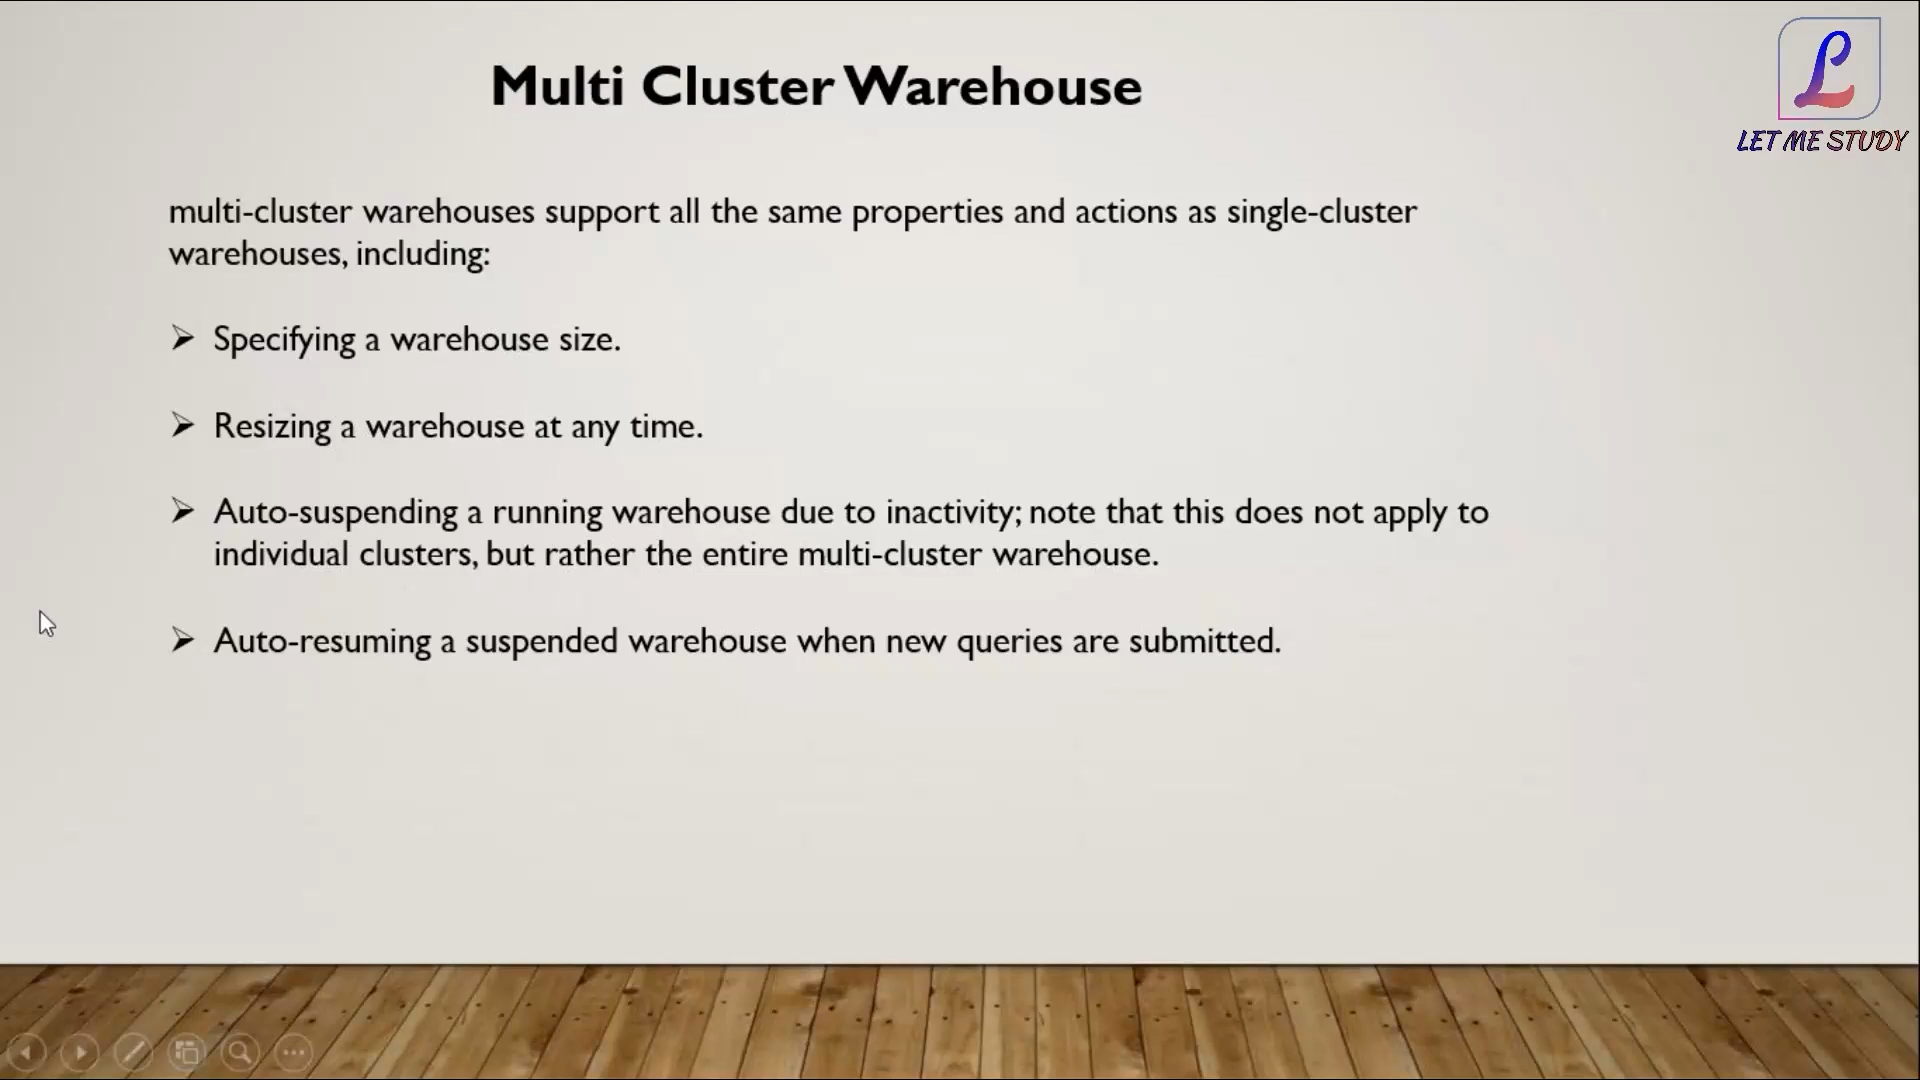 Multi Cluster Warehouse
L
LET ME STUDY
multi-cluster warehouses support all the same properties and actions as single-cluster
warehouses, including:
➢ Specifying a warehouse size.
➢ Resizing a warehouse at any time.
➢ Auto-suspending a running warehouse due to inactivity; note that this does not apply to
individual clusters, but rather the entire multi-cluster warehouse.
➢ Auto-resuming a suspended warehouse when new queries are submitted.